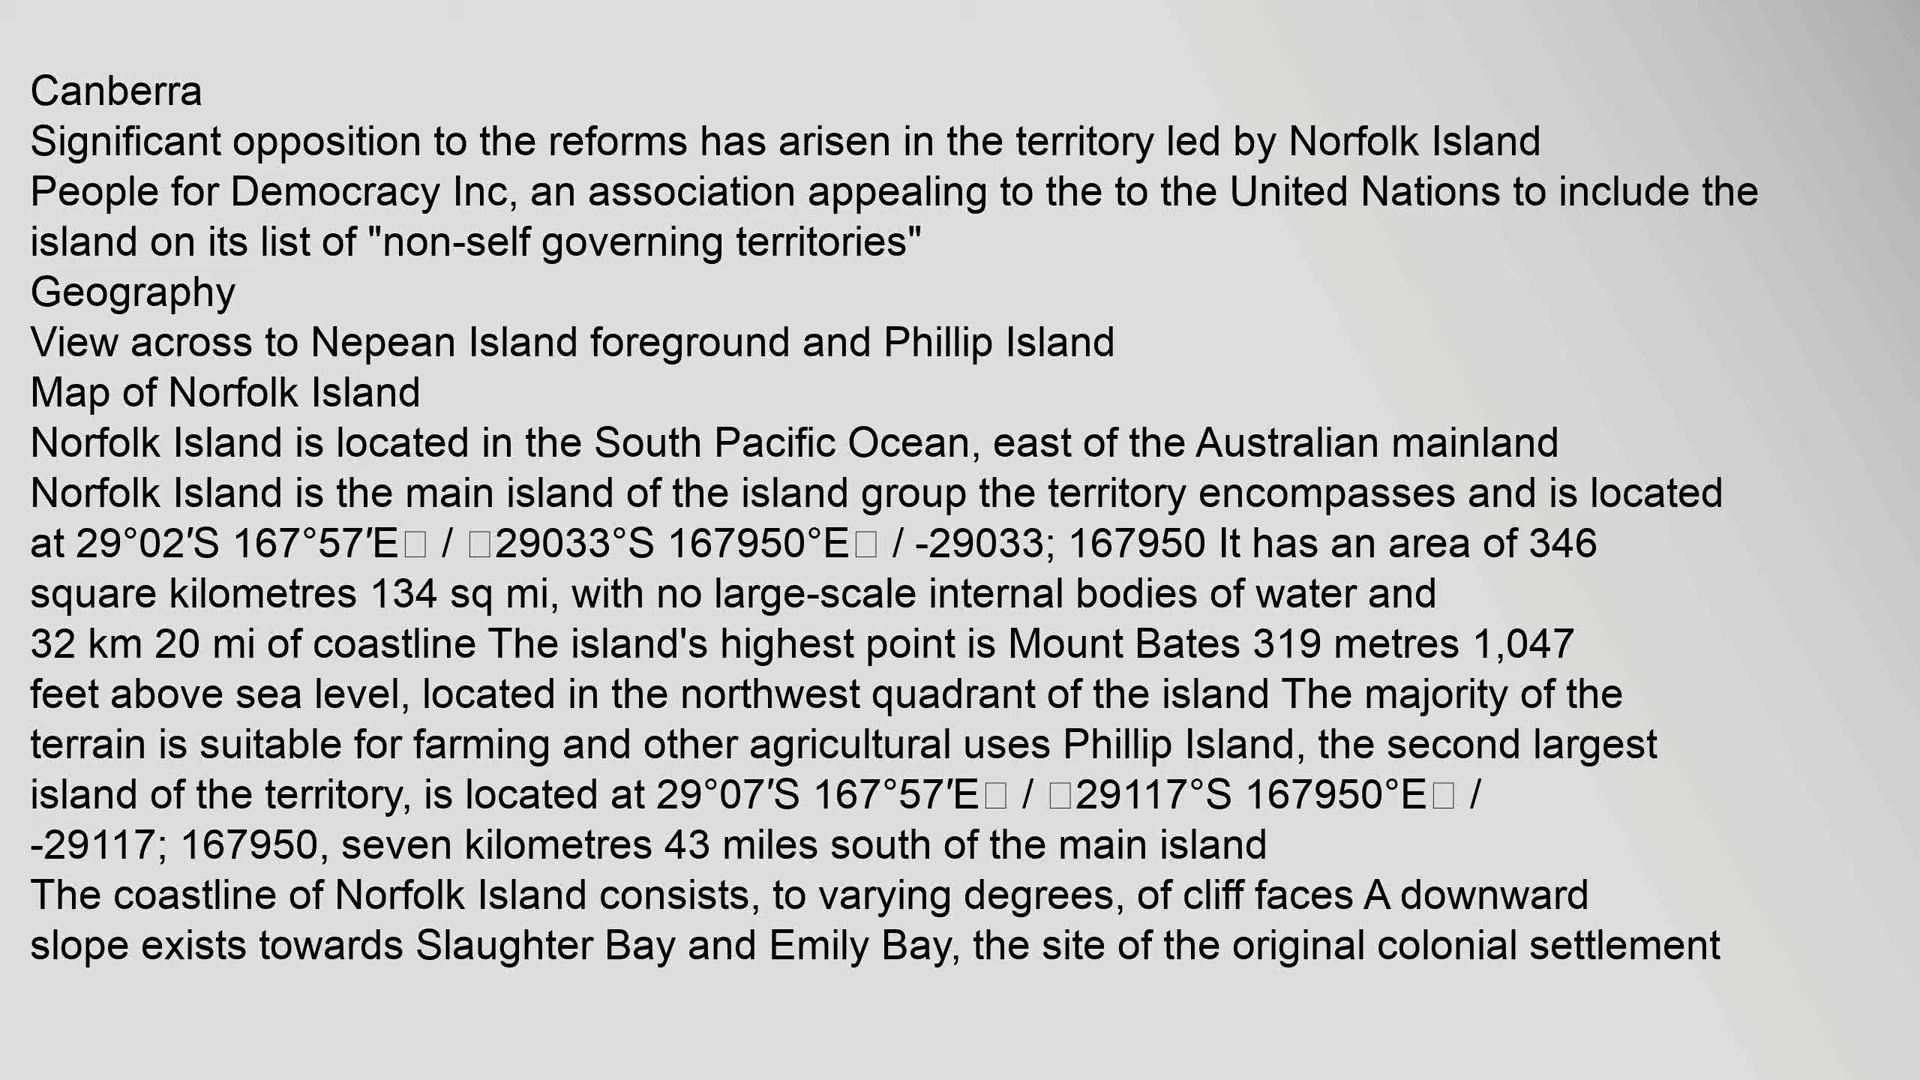 Canberra
Significant opposition to the reforms has arisen in the territory led by Norfolk Island
People for Democracy Inc, an association appealing to the to the United Nations to include the
island on its list of "non-self governing territories"
Geography
View across to Nepean Island foreground and Phillip Island
Map of Norfolk Island
Norfolk Island is located in the South Pacific Ocean, east of the Australian mainland
Norfolk Island is the main island of the island group the territory encompasses and is located
at 29°02′S 167°57′E□ / □29033°S 167950°E□ / -29033; 167950 It has an area of 346
square kilometres 134 sq mi, with no large-scale internal bodies of water and
32 km 20 mi of coastline The island's highest point is Mount Bates 319 metres 1,047
feet above sea level, located in the northwest quadrant of the island The majority of the
terrain is suitable for farming and other agricultural uses Phillip Island, the second largest
island of the territory, is located at 29°07′S 167°57′E□ / □29117°S 167950°E□ /
-29117; 167950, seven kilometres 43 miles south of the main island
The coastline of Norfolk Island consists, to varying degrees, of cliff faces A downward
slope exists towards Slaughter Bay and Emily Bay, the site of the original colonial settlement